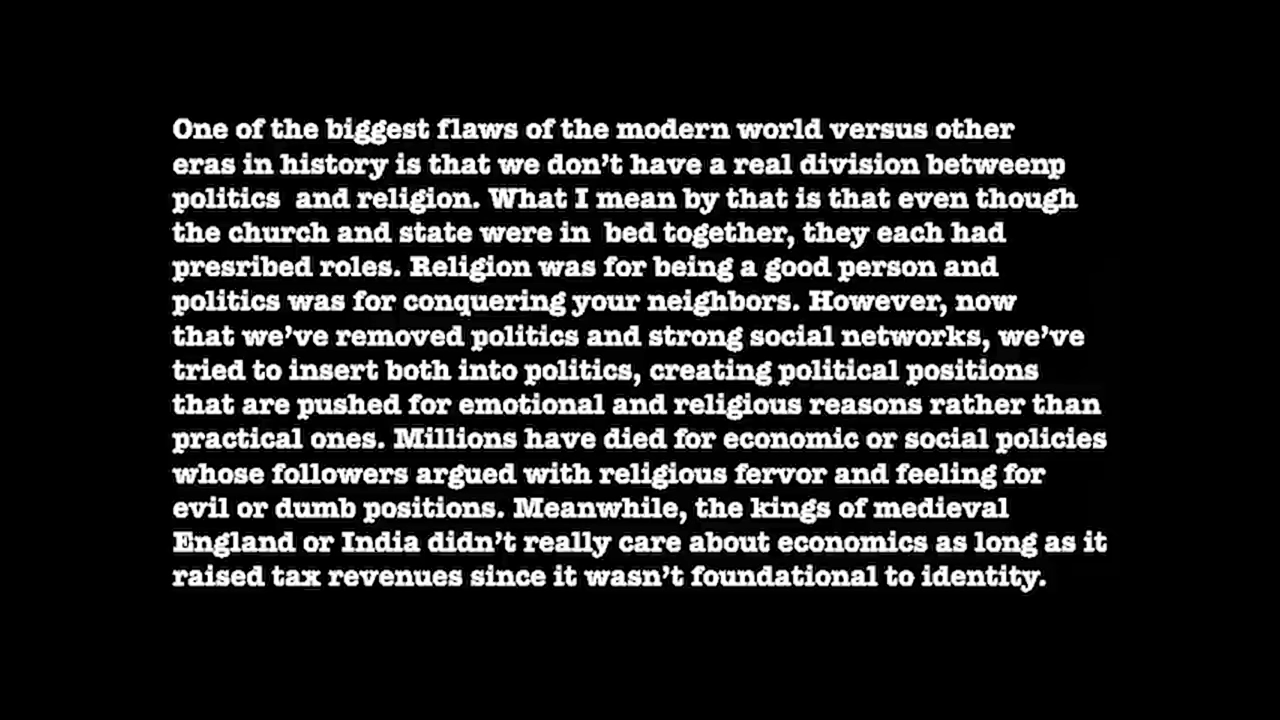 One of the biggest flaws of the modern world versus other
eras in history is that we don't have a real division betweenp
politics  and religion. What I mean by that is that even though
the church and state were in  bed together, they each had
presribed roles. Religion was for being a good person and
politics was for conquering your neighbors. However, now
that we've removed politics and strong social networks, we've
tried to insert both into politics, creating political positions
that are pushed for emotional and religious reasons rather than
practical ones. Millions have died for economic or social policies
whose followers argued with religious fervor and feeling for
evil or dumb positions. Meanwhile, the kings of medieval
England or India didn't really care about economics as long as it
raised tax revenues since it wasn't foundational to identity.